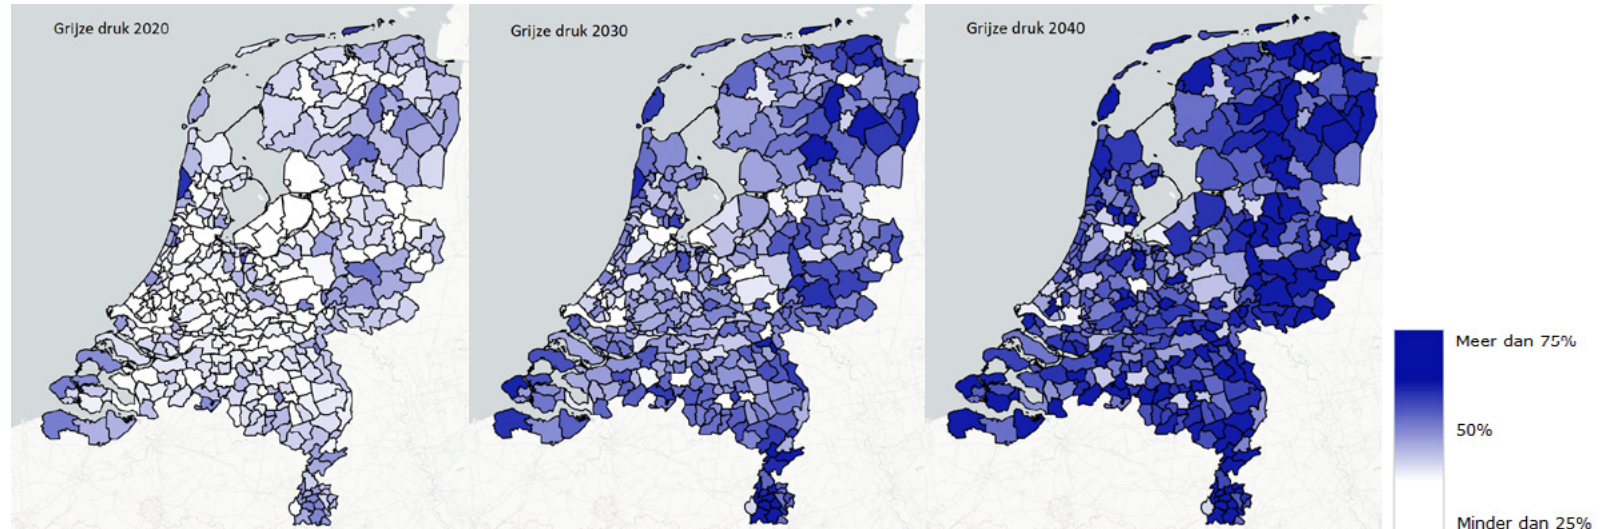 Grijze druk 2020
Grijze druk 2030
Grijze druk 2040
Meer dan 75%
50%
Minder dan 25%